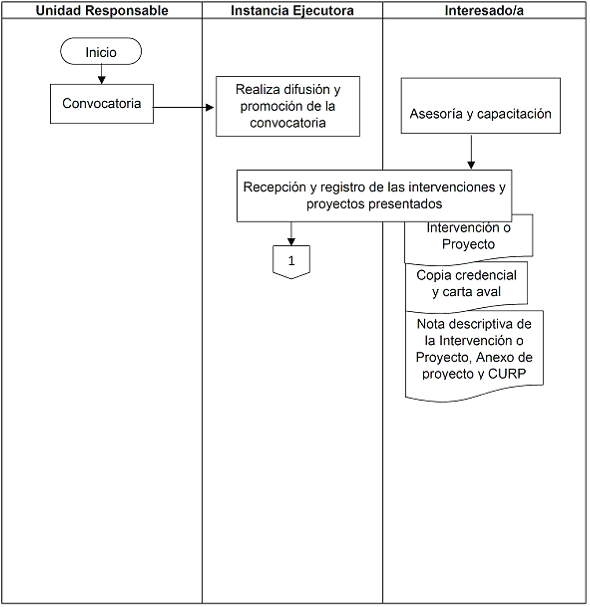 Unidad Responsable
Instancia Ejecutora
Interesado/a
Inicio
Convocatoria
Realiza difusión y
promoción de la
convocatoria
Asesoría y capacitación
Recepción y registro de las intervenciones y
proyectos presentados
1
Intervención o
Proyecto
Copia credencial
y carta aval
Nota descriptiva de
la Intervención o
Proyecto, Anexo de
proyecto y CURP